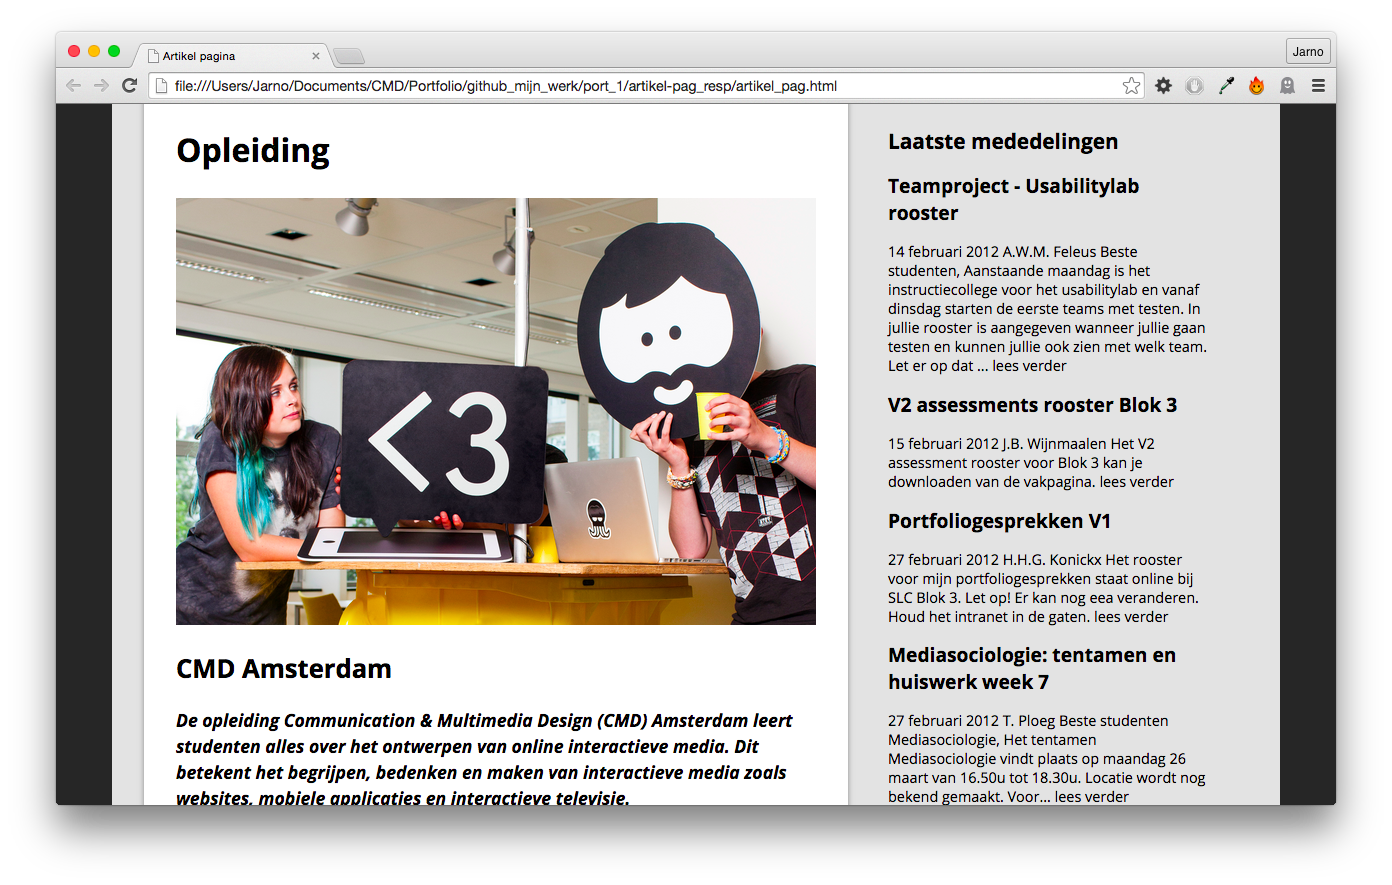 Artikel pagina
Jarno
file:///Users/Jarno/Documents/CMD/Portfolio/github_mijn_werk/port_1/artikel-pag_resp/artikel_pag.html
Opleiding
<3
CMD Amsterdam
De opleiding Communication & Multimedia Design (CMD) Amsterdam leert
studenten alles over het ontwerpen van online interactieve media. Dit
betekent het begrijpen, bedenken en maken van interactieve media zoals
websites, mobiele applicaties en interactieve televisie.
Laatste mededelingen
Teamproject - Usabilitylab
rooster
14 februari 2012 A.W.M. Feleus Beste
studenten, Aanstaande maandag is het
instructiecollege voor het usabilitylab en vanaf
dinsdag starten de eerste teams met testen. In
jullie rooster is aangegeven wanneer jullie gaan
testen en kunnen jullie ook zien met welk team.
Let er op dat ... lees verder
V2 assessments rooster Blok 3
15 februari 2012 J.B. Wijnmaalen Het V2
assessment rooster voor Blok 3 kan je
downloaden van de vakpagina. lees verder
Portfoliogesprekken V1
27 februari 2012 H.H.G. Konickx Het rooster
voor mijn portfoliogesprekken staat online bij
SLC Blok 3. Let op! Er kan nog eea veranderen.
Houd het intranet in de gaten. lees verder
Mediasociologie: tentamen en
huiswerk week 7
27 februari 2012 T. Ploeg Beste studenten
Mediasociologie, Het tentamen
Mediasociologie vindt plaats op maandag 26
maart van 16.50u tot 18.30u. Locatie wordt nog
bekend gemaakt. Voor... lees verder